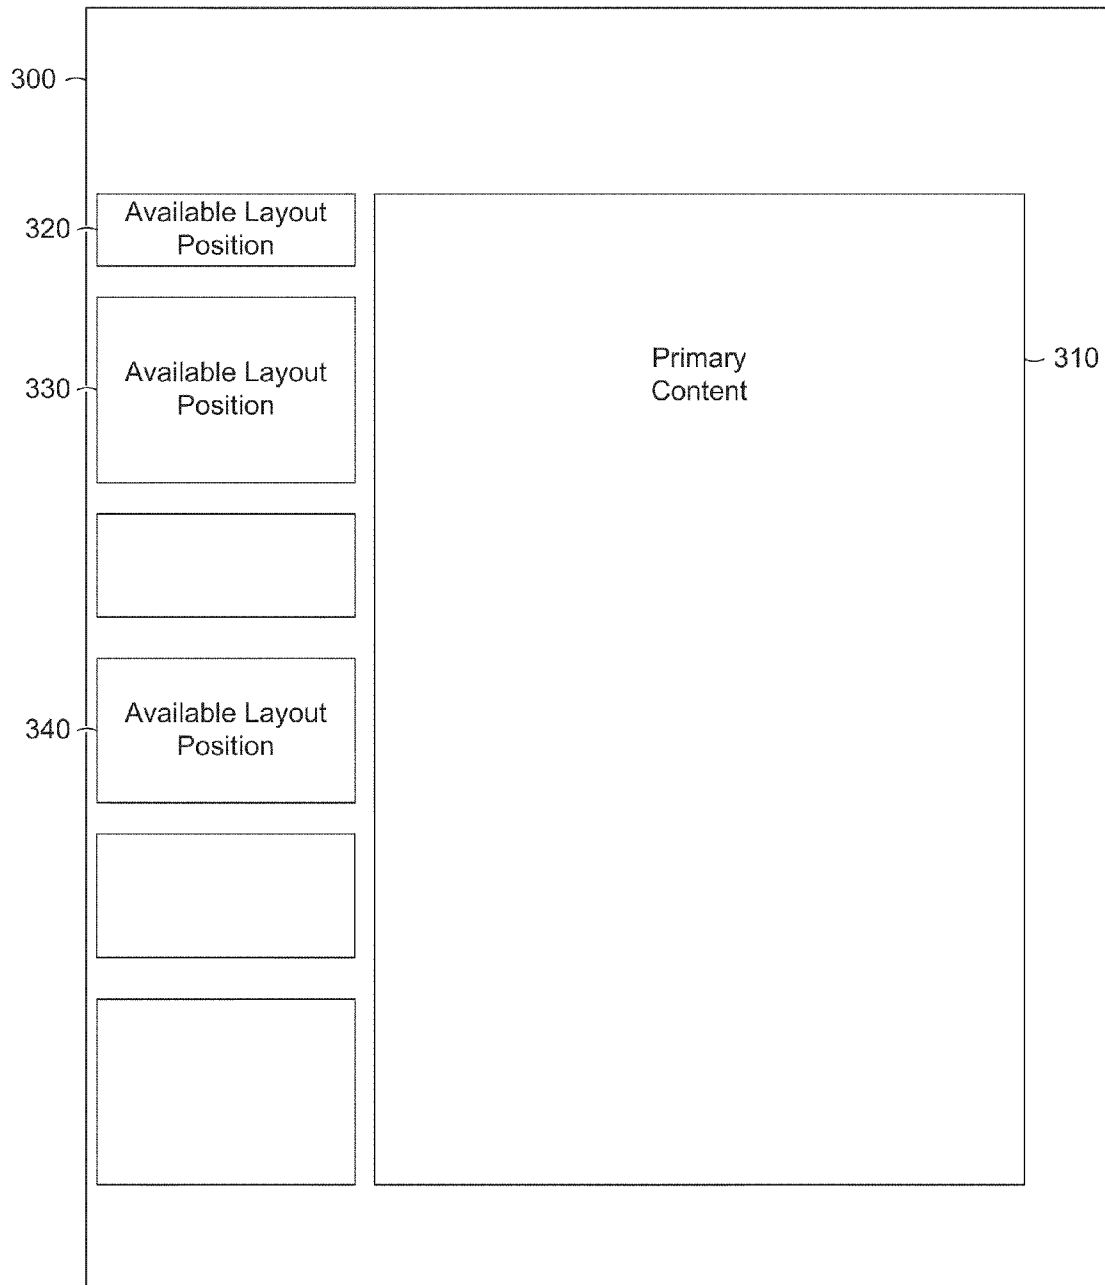 300
320
Available Layout
Position
330
Available Layout
Position
Primary
Content
310
340
Available Layout
Position